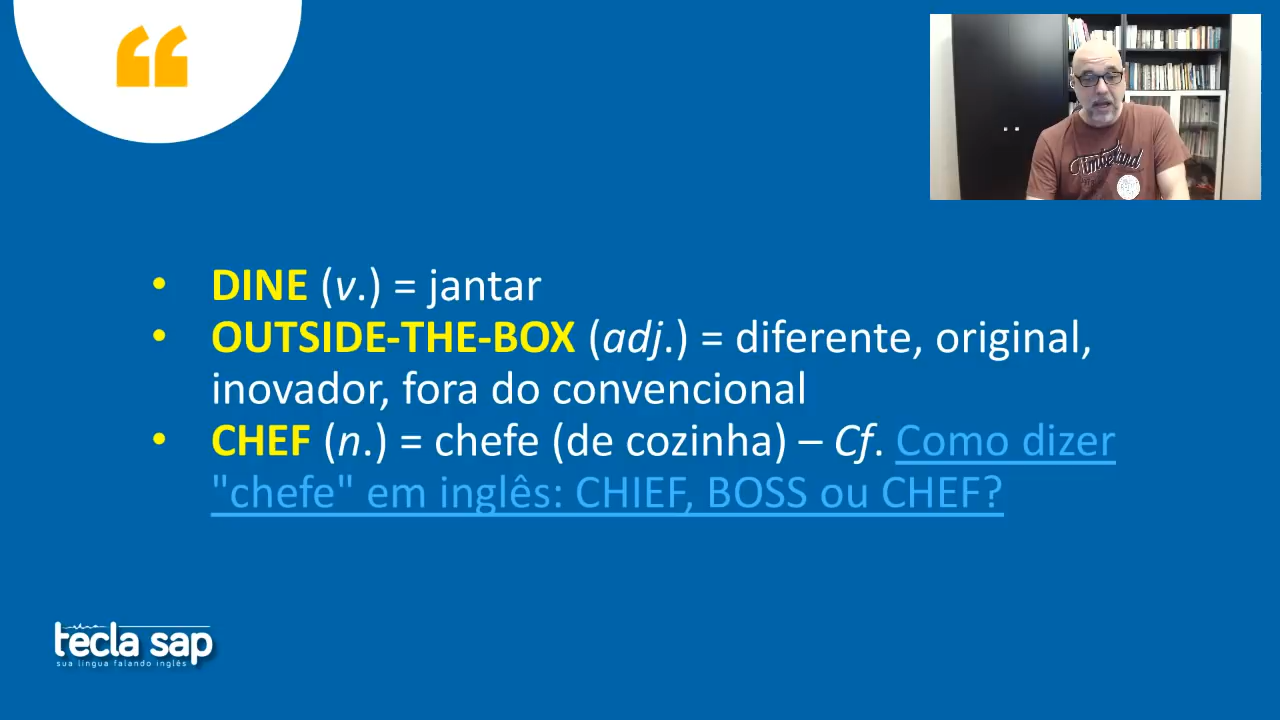 “
Timberland
• DINE (v.) = jantar
• OUTSIDE-THE-BOX (adj.) = diferente, original,
inovador, fora do convencional
• CHEF (n.) = chefe (de cozinha) – Cf. Como dizer
"chefe" em inglês: CHIEF, BOSS ou CHEF?
tecla sap
sua língua falando inglês